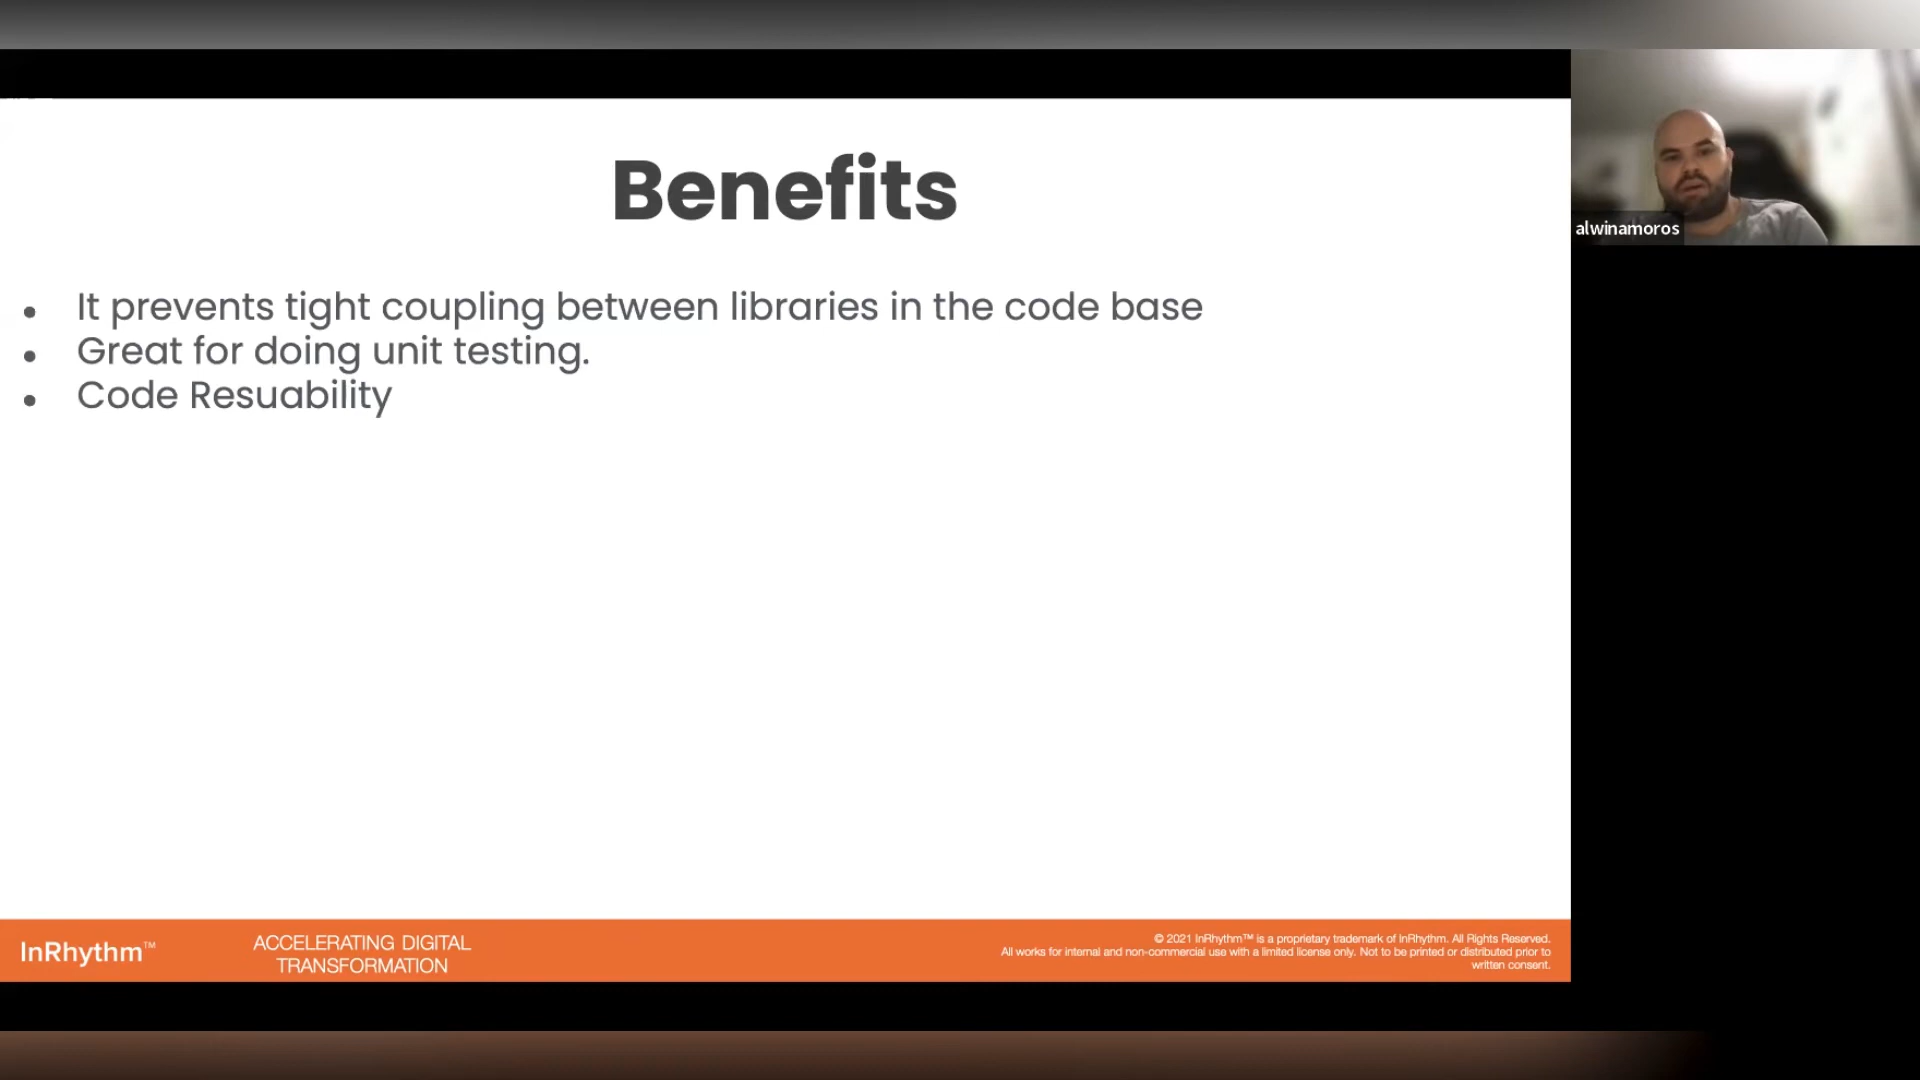 Benefits
alwinamoros
• It prevents tight coupling between libraries in the code base
• Great for doing unit testing.
• Code Resuability
InRhythm™
ACCELERATING DIGITAL
TRANSFORMATION
© 2021 InRhythm™ is a proprietary trademark of InRhythm. All Rights Reserved.
All works for internal and non-commercial use with a limited license only. Not to be printed or distributed prior to
written consent.